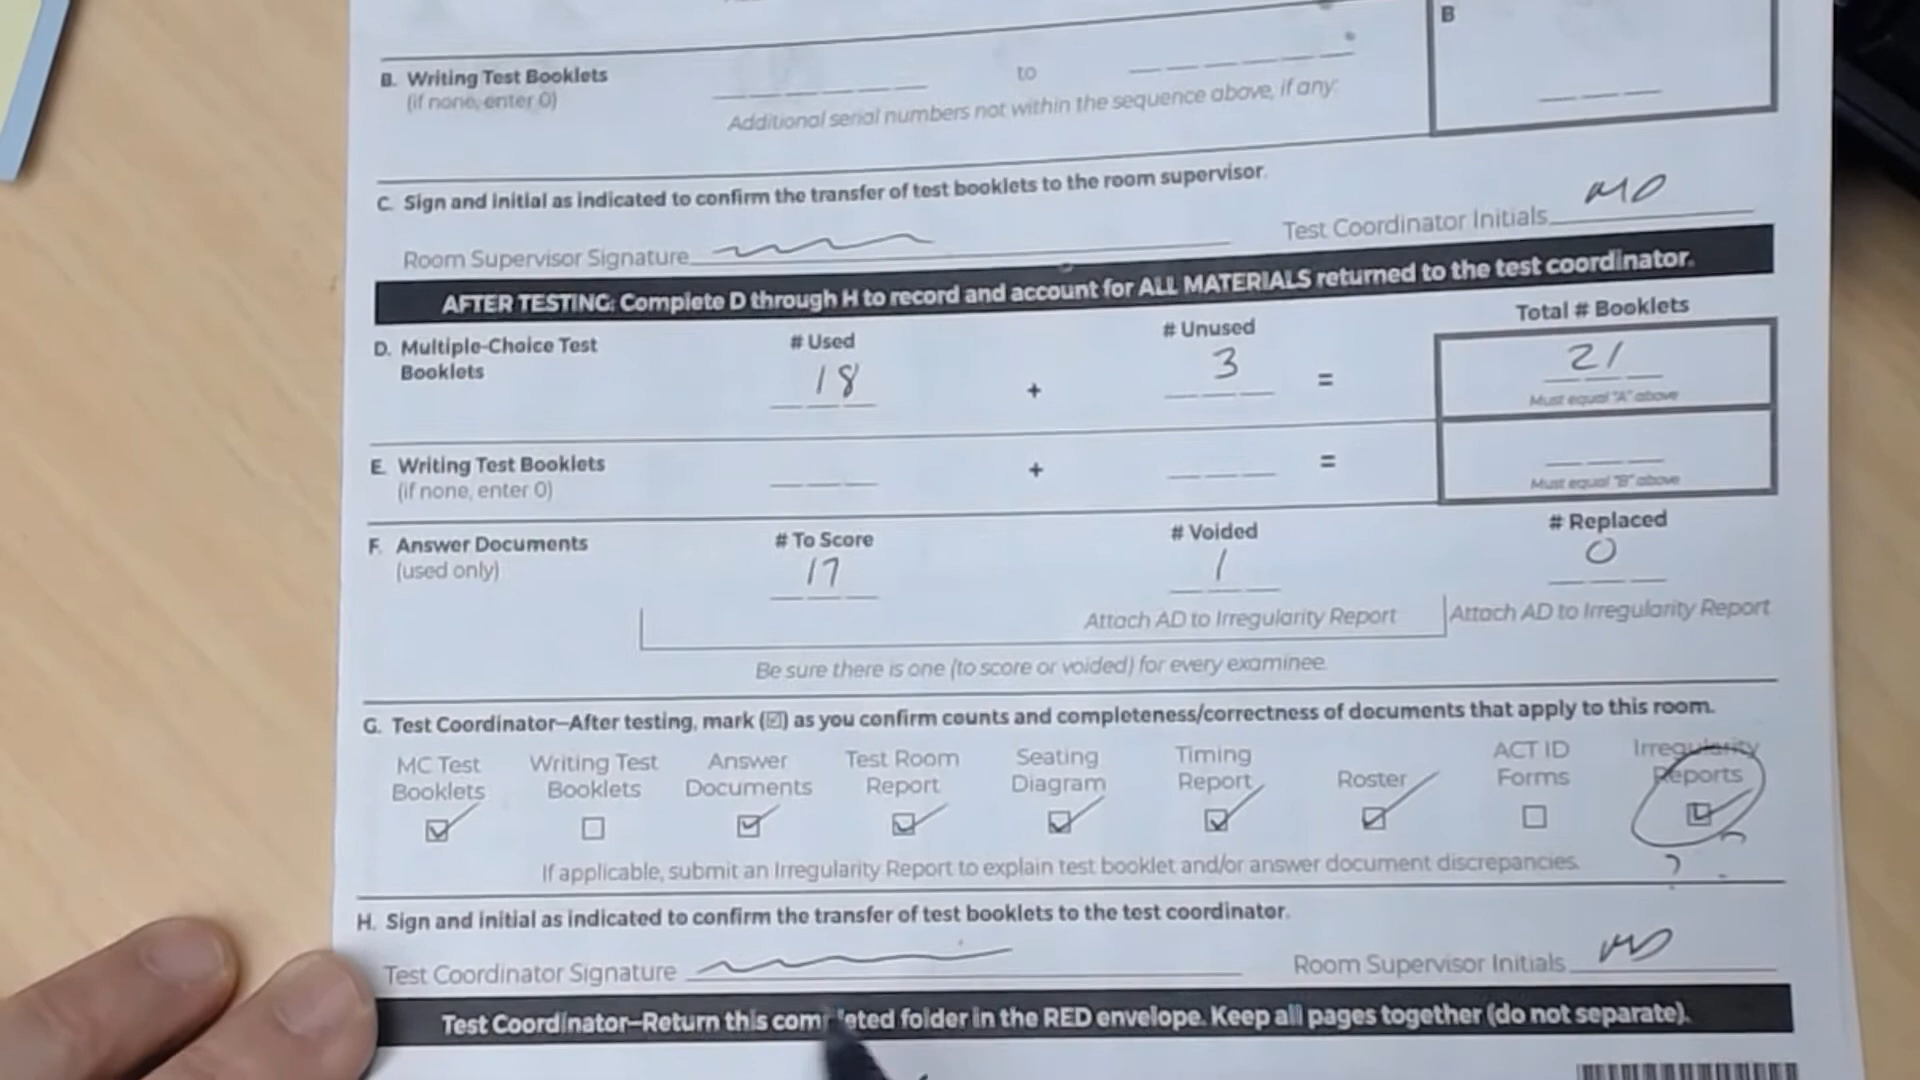 B
B. Writing Test Booklets
(if none, enter 0)
to
Additional serial numbers not within the sequence above, if any:
C. Sign and initial as indicated to confirm the transfer of test booklets to the room supervisor.
Room Supervisor Signature
Test Coordinator Initials
AFTER TESTING: Complete D through H to record and account for ALL MATERIALS returned to the test coordinator.
D. Multiple-Choice Test
Booklets
# Used
18
+
# Unused
3
=
Total # Booklets
21
Must equal "A" above
E. Writing Test Booklets
(if none, enter 0)
+
=
Must equal "B" above
F. Answer Documents
(used only)
# To Score
17
# Voided
1
# Replaced
0
Attach AD to Irregularity Report
Attach AD to Irregularity Report
Be sure there is one (to score or voided) for every examinee.
G. Test Coordinator–After testing, mark (☑) as you confirm counts and completeness/correctness of documents that apply to this room.
MC Test
Booklets
Writing Test
Booklets
Answer
Documents
Test Room
Report
Seating
Diagram
Timing
Report
Roster
ACT ID
Forms
Irregularity
Reports
If applicable, submit an Irregularity Report to explain test booklet and/or answer document discrepancies.
H. Sign and initial as indicated to confirm the transfer of test booklets to the test coordinator.
Test Coordinator Signature
Room Supervisor Initials
Test Coordinator–Return this completed folder in the RED envelope. Keep all pages together (do not separate).